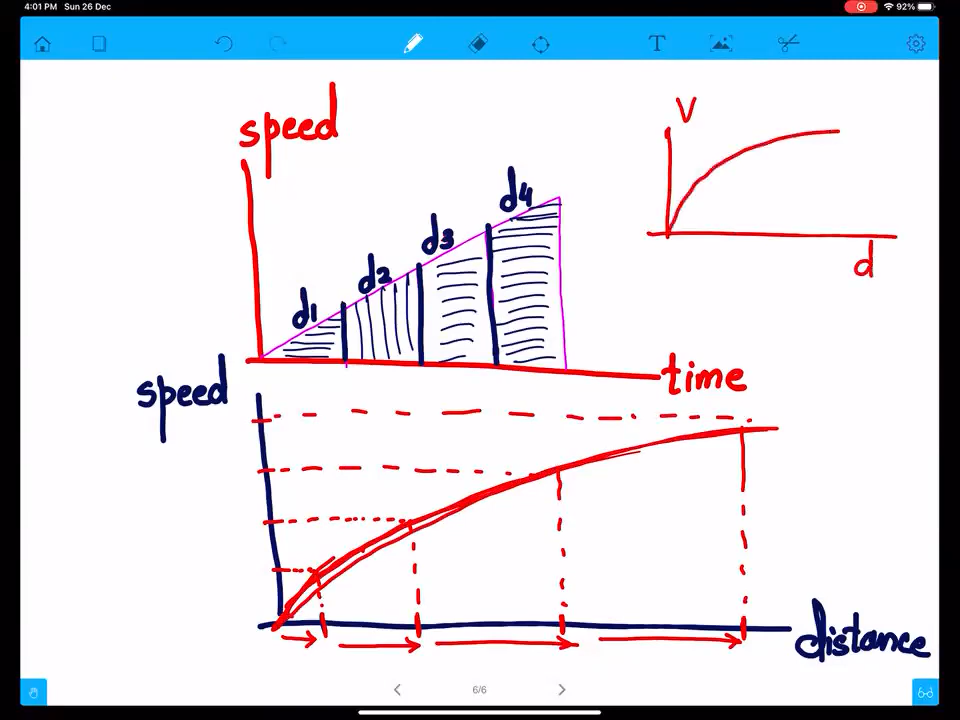 4:01 PM Sun 26 Dec
92%
T
speed
V
d4
d3
d2
d1
d
time
speed
distance
6/6